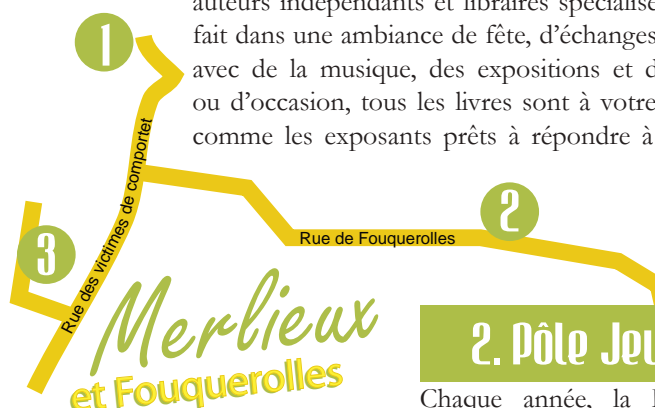 auteurs indépendants et libraires spécialisé
fait dans une ambiance de fête, d’échanges
avec de la musique, des expositions et d
ou d’occasion, tous les livres sont à votre
comme les exposants prêts à répondre à
1
Rue des victimes de comportet
2
Rue de Fouquerolles
3
Merlieux
et Fouquerolles
2. Pôle Jeu
Chaque année, la